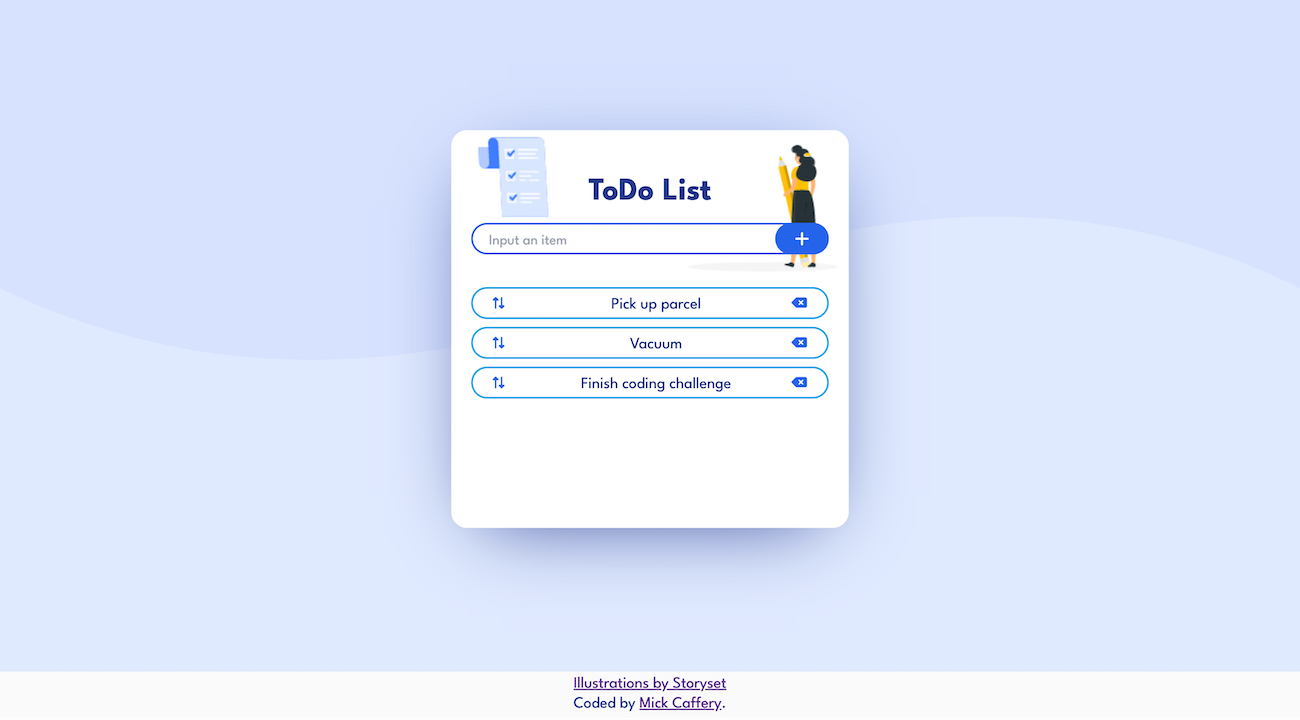 ToDo List
Input an item
Pick up parcel
Vacuum
Finish coding challenge
Illustrations by Storyset
Coded by Mick Caffery.